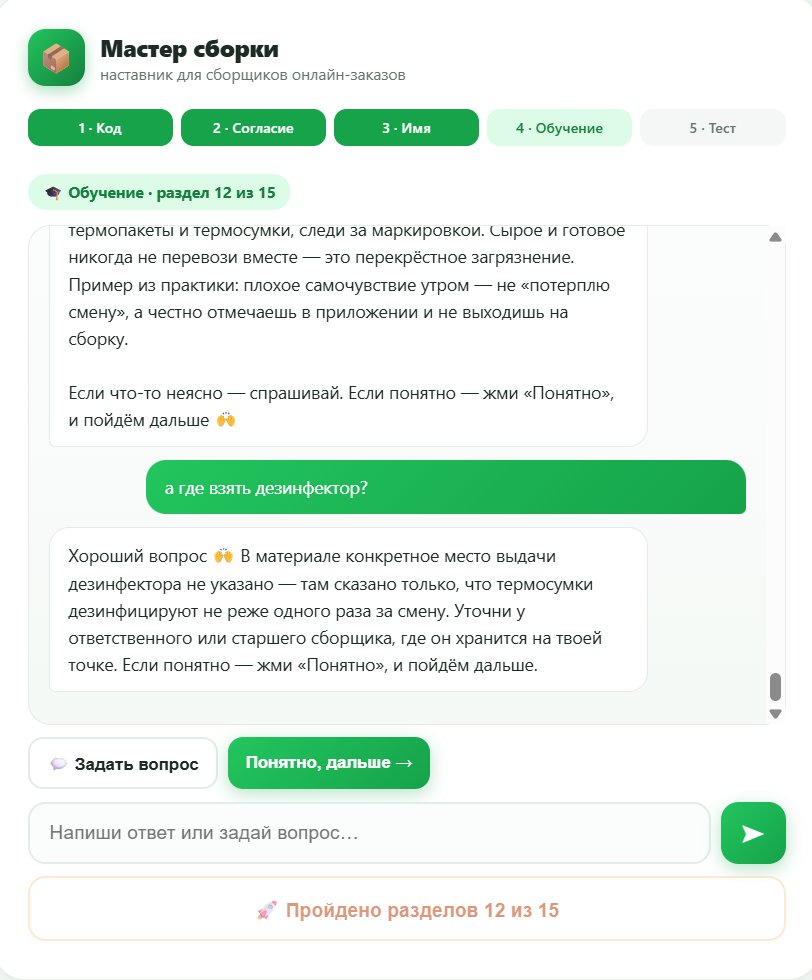 Мастер сборки
наставник для сборщиков онлайн-заказов
1 · Код
2 · Согласие
3 · Имя
4 · Обучение
5 · Тест
Обучение · раздел 12 из 15
термопакеты и термосумки, следи за маркировкой. Сырое и готовое
никогда не перевози вместе — это перекрёстное загрязнение.
Пример из практики: плохое самочувствие утром — не «потерплю
смену», а честно отмечаешь в приложении и не выходишь на
сборку.
Если что-то неясно — спрашивай. Если понятно — жми «Понятно»,
и пойдём дальше 🙌
а где взять дезинфектор?
Хороший вопрос 🙌 В материале конкретное место выдачи
дезинфектора не указано — там сказано только, что термосумки
дезинфицируют не реже одного раза за смену. Уточни у
ответственного или старшего сборщика, где он хранится на твоей
точке. Если понятно — жми «Понятно», и пойдём дальше.
Задать вопрос
Понятно, дальше →
Напиши ответ или задай вопрос…
🚀 Пройдено разделов 12 из 15